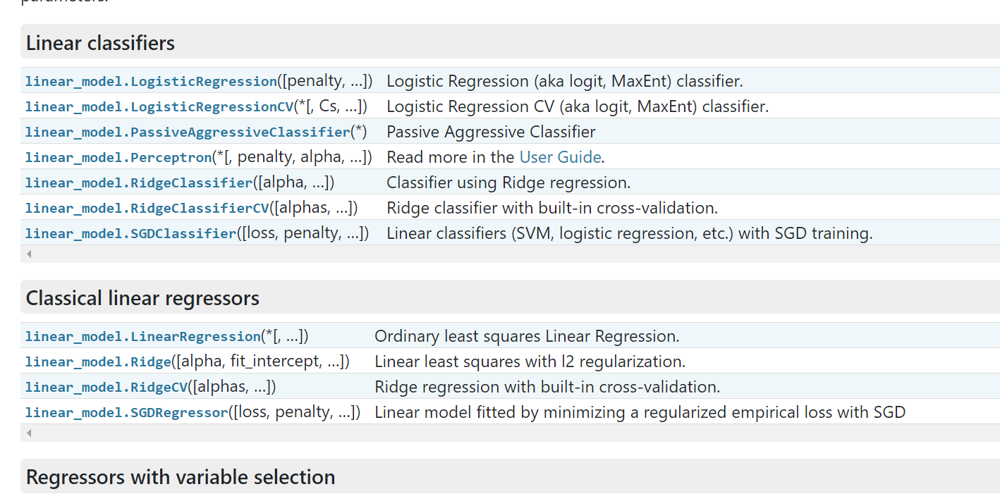 parameters.
Linear classifiers
linear_model.LogisticRegression([penalty, ...]) Logistic Regression (aka logit, MaxEnt) classifier.
linear_model.LogisticRegressionCV(*[, Cs, ...]) Logistic Regression CV (aka logit, MaxEnt) classifier.
linear_model.PassiveAggressiveClassifier(*) Passive Aggressive Classifier
linear_model.Perceptron(*[, penalty, alpha, ...]) Read more in the User Guide.
linear_model.RidgeClassifier([alpha, ...]) Classifier using Ridge regression.
linear_model.RidgeClassifierCV([alphas, ...]) Ridge classifier with built-in cross-validation.
linear_model.SGDClassifier([loss, penalty, ...]) Linear classifiers (SVM, logistic regression, etc.) with SGD training.
Classical linear regressors
linear_model.LinearRegression(*[, ...]) Ordinary least squares Linear Regression.
linear_model.Ridge([alpha, fit_intercept, ...]) Linear least squares with l2 regularization.
linear_model.RidgeCV([alphas, ...]) Ridge regression with built-in cross-validation.
linear_model.SGDRegressor([loss, penalty, ...]) Linear model fitted by minimizing a regularized empirical loss with SGD
Regressors with variable selection